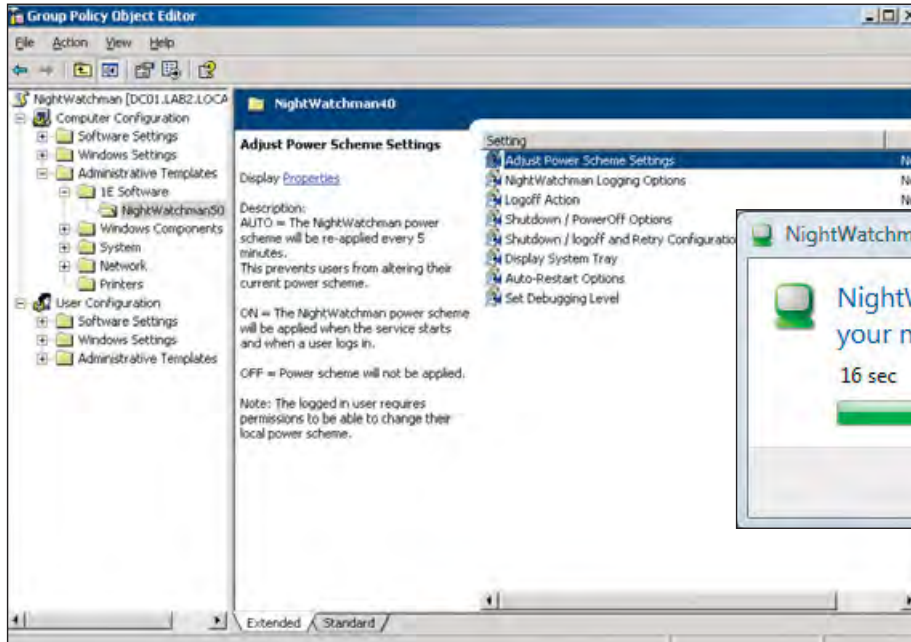 Group Policy Object Editor
File Action View Help
NightWatchman [DC01.LAB2.LOCA
Computer Configuration
Software Settings
Windows Settings
Administrative Templates
1E Software
NightWatchman50
Windows Components
System
Network
Printers
User Configuration
Software Settings
Windows Settings
Administrative Templates
NightWatchman40
Adjust Power Scheme Settings
Display Properties
Description:
AUTO = The NightWatchman power
scheme will be re-applied every 5
minutes.
This prevents users from altering their
current power scheme.
ON = The NightWatchman power scheme
will be applied when the service starts
and when a user logs in.
OFF = Power scheme will not be applied.
Note: The logged in user requires
permissions to be able to change their
local power scheme.
Setting
Adjust Power Scheme Settings
NightWatchman Logging Options
Logoff Action
Shutdown / PowerOff Options
Shutdown / logoff and Retry Configuratio
Display System Tray
Auto-Restart Options
Set Debugging Level
NightWatchm
Night
your
16 sec
Extended Standard